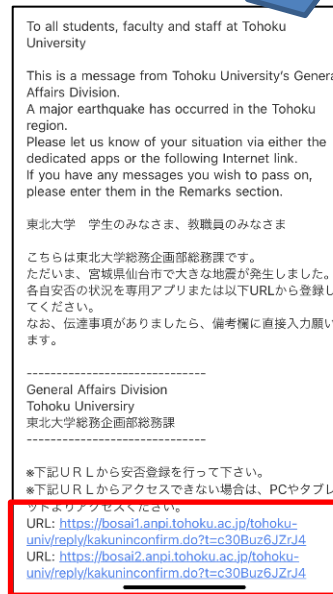 To all students, faculty and staff at Tohoku
University
This is a message from Tohoku University's Genera
Affairs Division.
A major earthquake has occurred in the Tohoku
region.
Please let us know of your situation via either the
dedicated apps or the following Internet link.
If you have any messages you wish to pass on,
please enter them in the Remarks section.
東北大学　学生のみなさま、教職員のみなさま
こちらは東北大学総務企画部総務課です。
ただいま、宮城県仙台市で大きな地震が発生しました。
各自安否の状況を専用アプリまたは以下URLから登録し
てください。
なお、伝達事項がありましたら、備考欄に直接入力願い
ます。
-----------------------------
General Affairs Division
Tohoku Universiry
東北大学総務企画部総務課
-----------------------------
※下記ＵＲＬから安否登録を行って下さい。
※下記ＵＲＬからアクセスできない場合は、PCやタブレ
ットよりアクセスください。
URL: https://bosai1.anpi.tohoku.ac.jp/tohoku-
univ/reply/kakuninconfirm.do?t=c30Buz6JZrJ4
URL: https://bosai2.anpi.tohoku.ac.jp/tohoku-
univ/reply/kakuninconfirm.do?t=c30Buz6JZrJ4